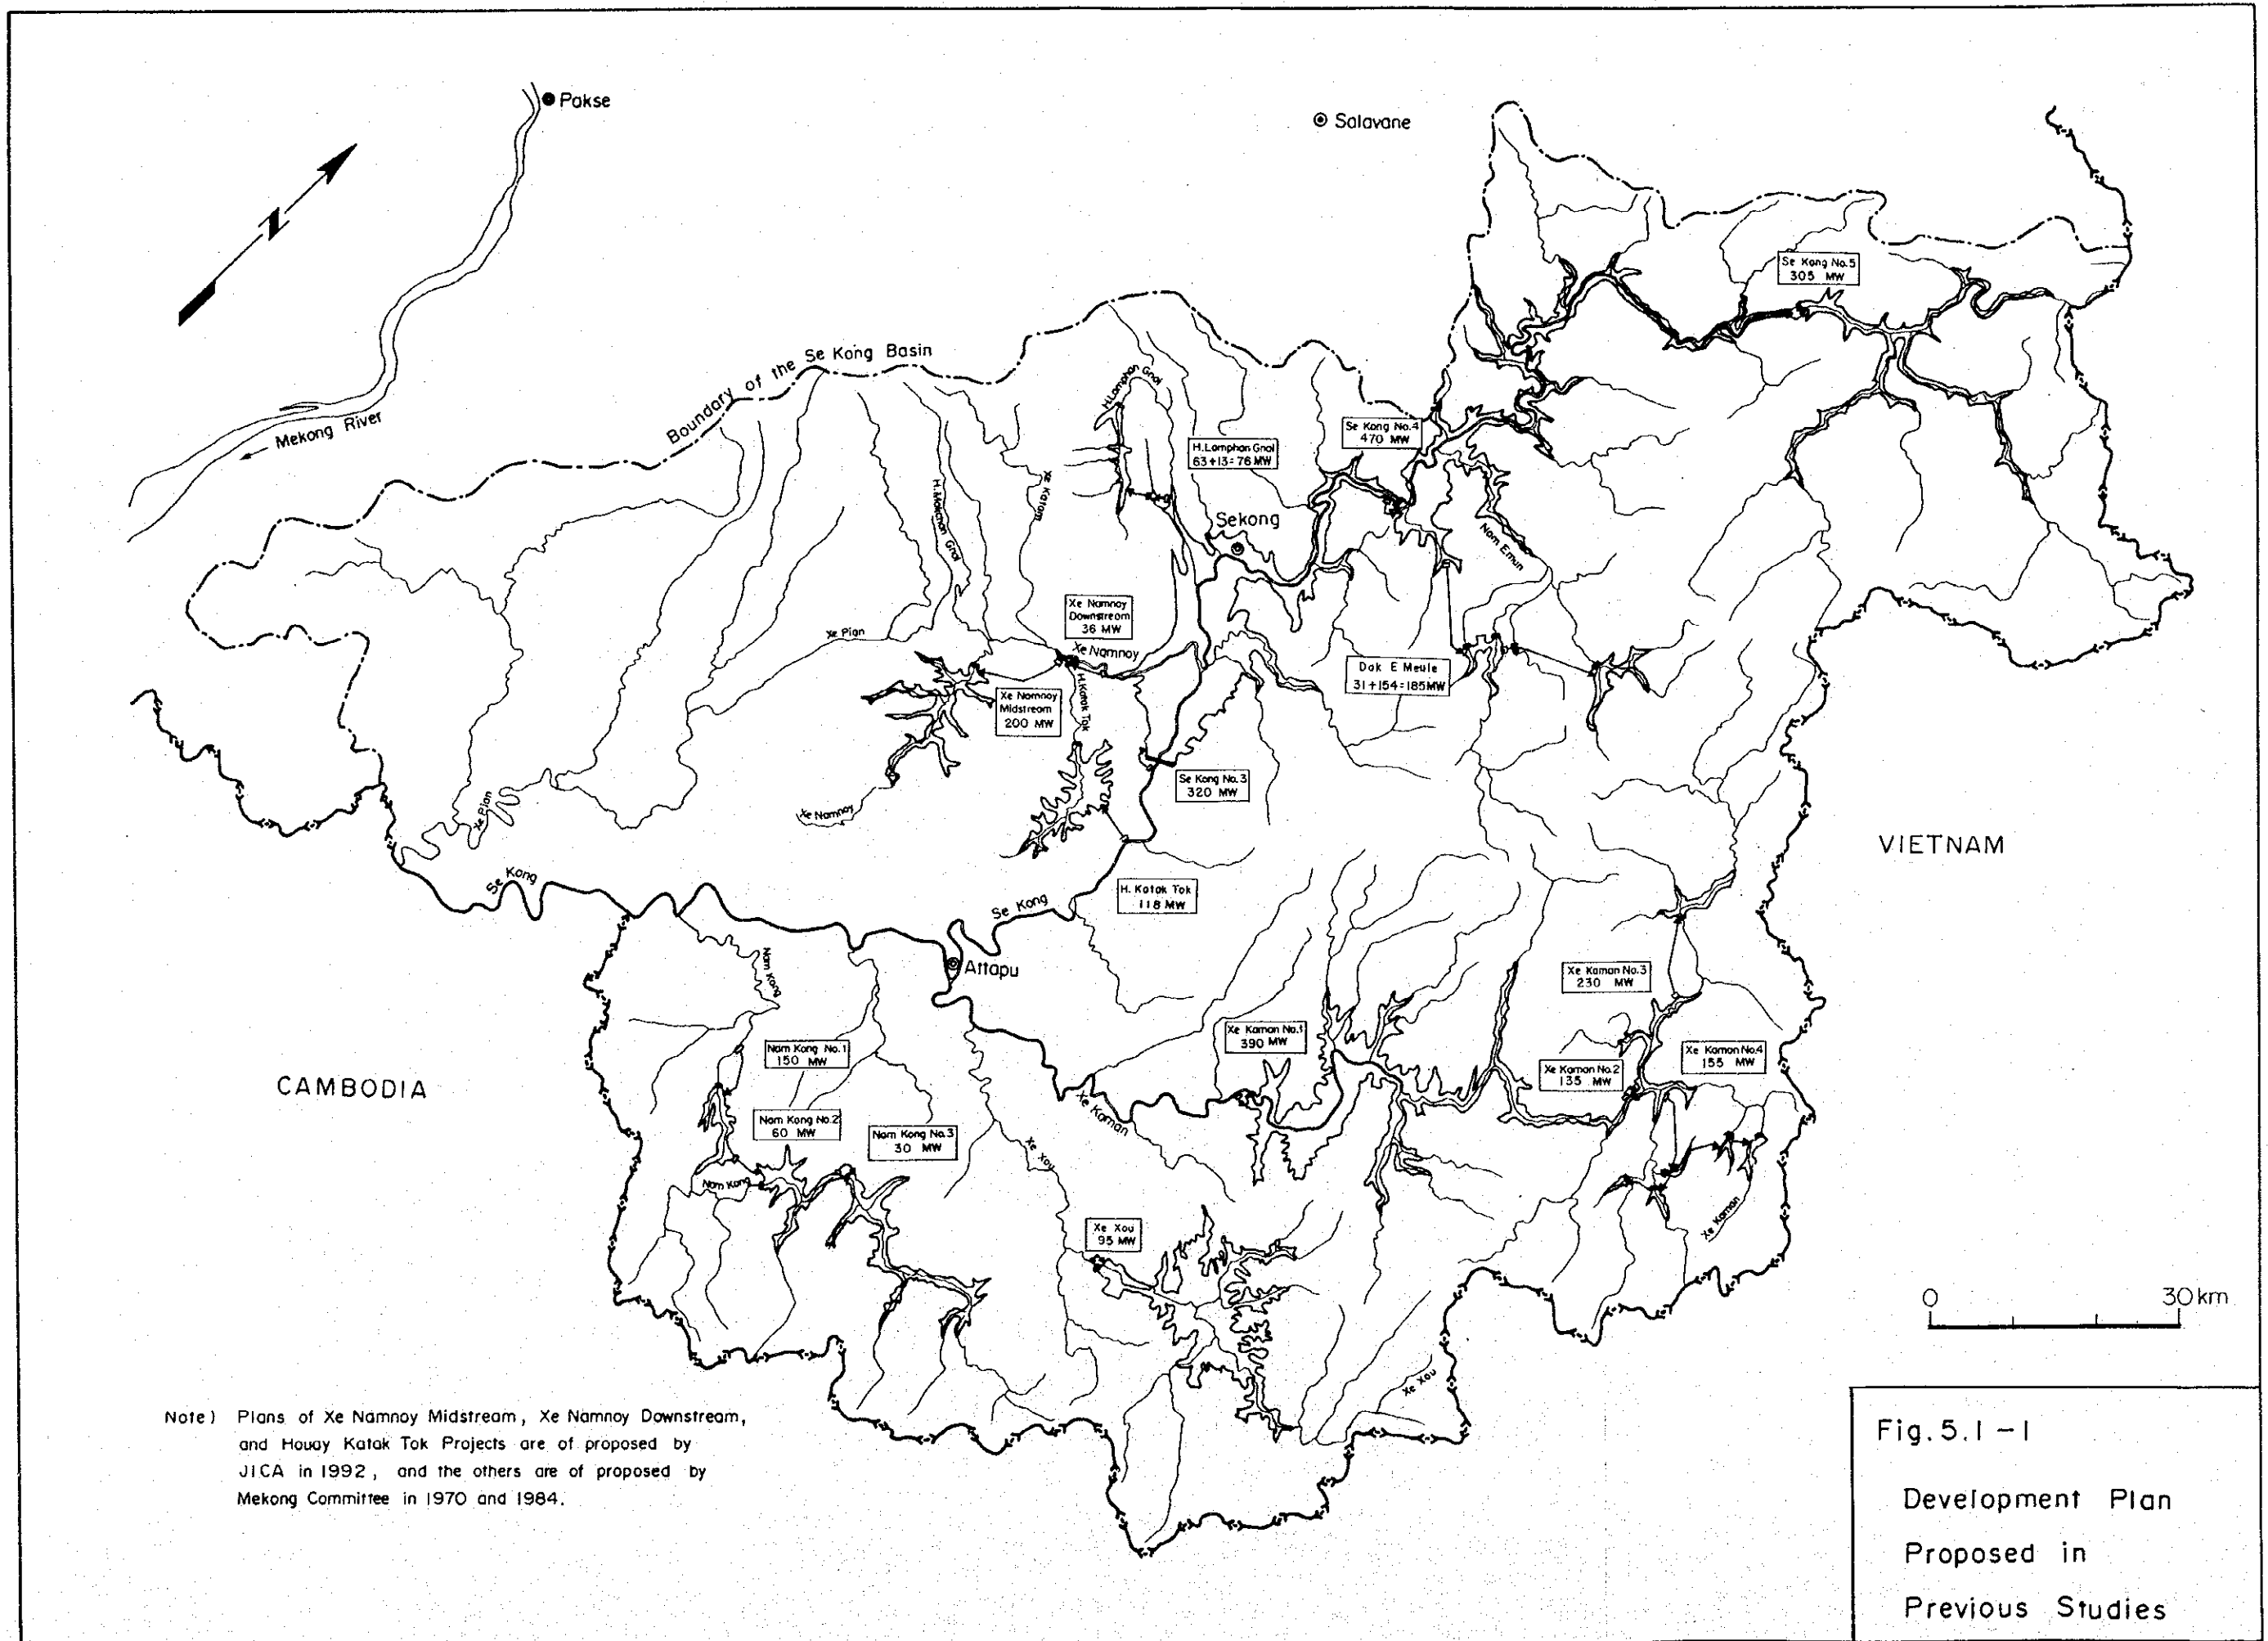 Pakse
Salavane
N
Se Kong No.5
305 MW
Boundary of the Se Kong Basin
Mekong River
H.Lamphan Gnai
Se Kong No.4
470 MW
H.Lamphan Gnai
63+13=76 MW
Xe Katam
H.Makchan Gnai
Sekong
Nam Emun
Xe Namnoy
Downstream
36 MW
Xe Pian
Xe Namnoy
Dak E Meule
31+154=185MW
Xe Namnoy
Midstream
200 MW
H.Katak Tok
Se Kong No.3
320 MW
Xe Namnoy
Xe Pian
VIETNAM
Se Kong
Se Kong
H. Katak Tok
118 MW
Attapu
Nam Kong
Xe Kaman No.3
230 MW
Xe Kaman No.1
390 MW
Nam Kong No.1
150 MW
Xe Kaman No.2
135 MW
Xe Kaman No.4
155 MW
CAMBODIA
Xe Kaman
Nam Kong No.2
60 MW
Nam Kong No.3
30 MW
Xe Xou
Nam Kong
Xe Kaman
Xe Xou
95 MW
0 30 km
Xe Xou
Note) Plans of Xe Namnoy Midstream, Xe Namnoy Downstream,
and Houay Katak Tok Projects are of proposed by
JICA in 1992, and the others are of proposed by
Mekong Committee in 1970 and 1984.
Fig. 5.1-1
Development Plan
Proposed in
Previous Studies